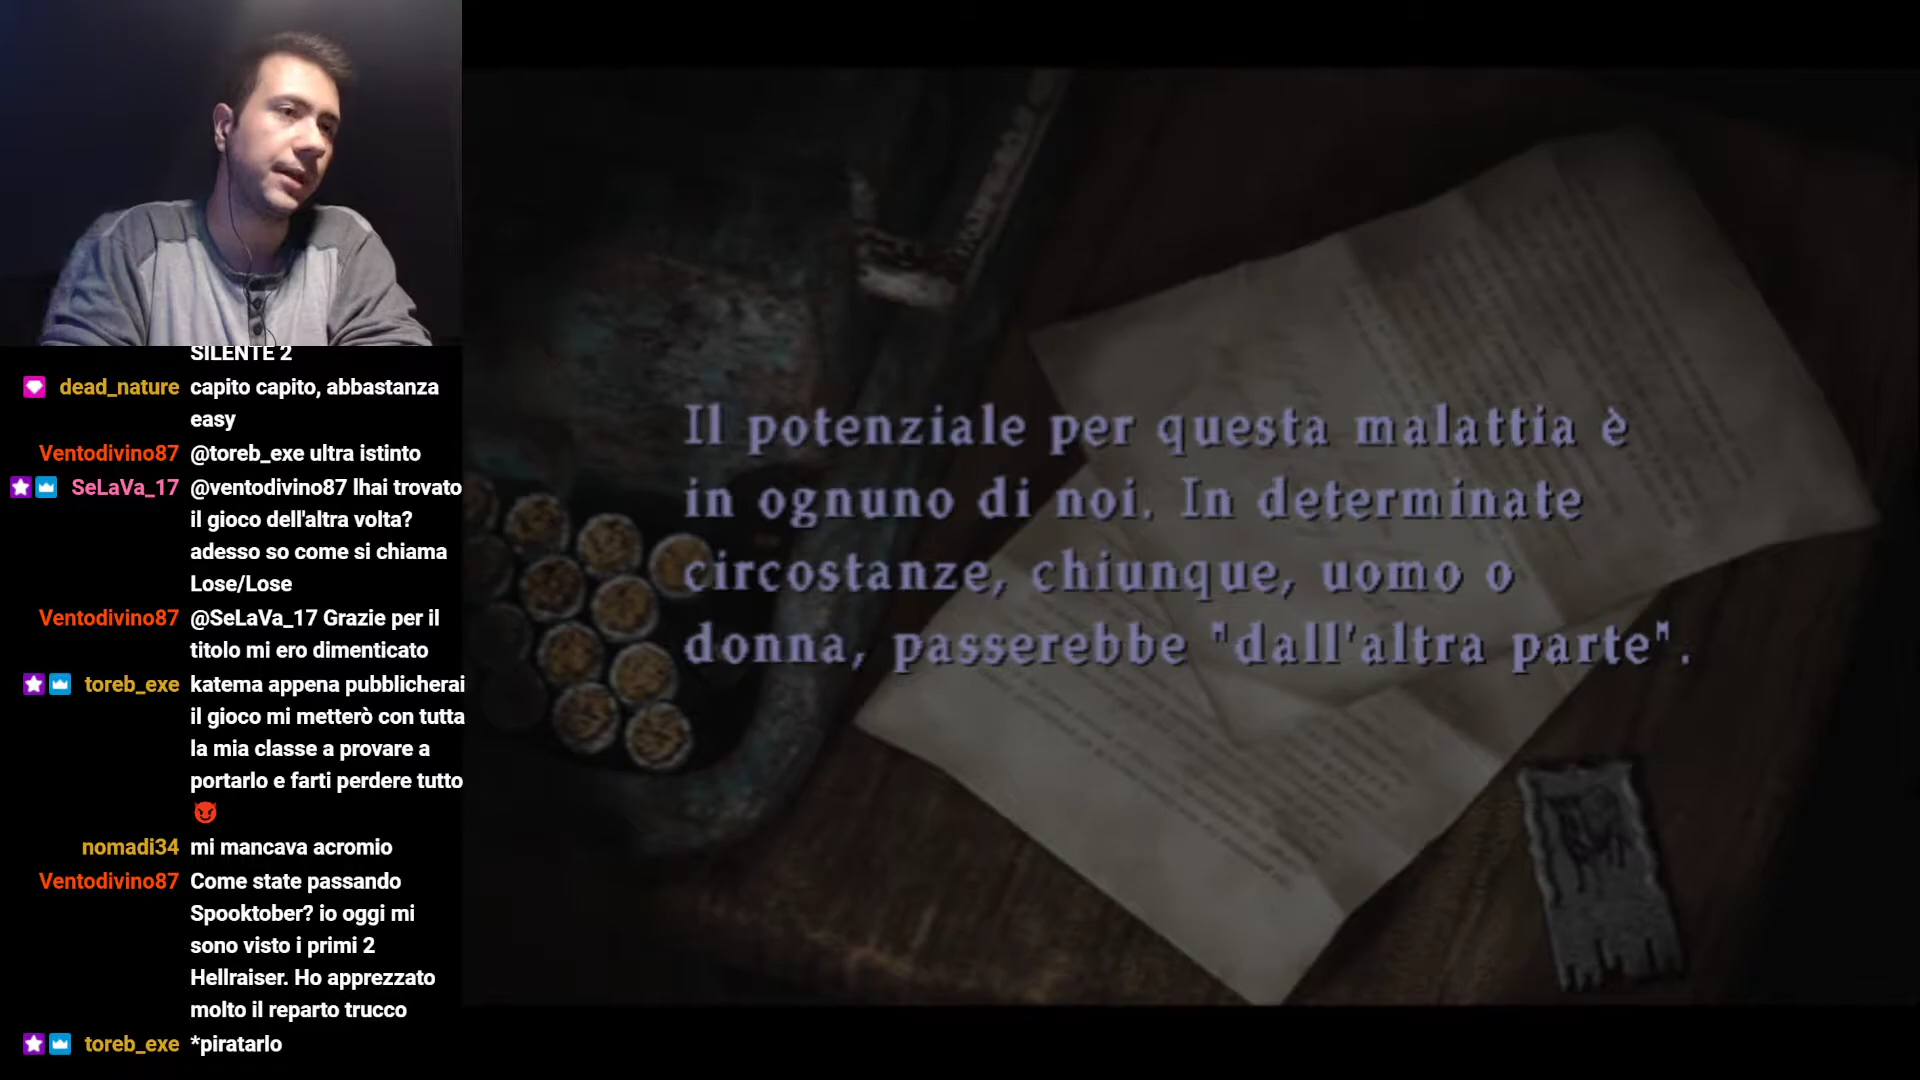 SILENTE 2
dead_nature capito capito, abbastanza
easy
Ventodivino87 @toreb_exe ultra istinto
SeLaVa_17 @ventodivino87 lhai trovato
il gioco dell'altra volta?
adesso so come si chiama
Lose/Lose
Ventodivino87 @SeLaVa_17 Grazie per il
titolo mi ero dimenticato
toreb_exe katema appena pubblicherai
il gioco mi metterò con tutta
la mia classe a provare a
portarlo e farti perdere tutto
😈
nomadi34 mi mancava acromio
Ventodivino87 Come state passando
Spooktober? io oggi mi
sono visto i primi 2
Hellraiser. Ho apprezzato
molto il reparto trucco
toreb_exe *piratarlo
Il potenziale per questa malattia è
in ognuno di noi. In determinate
circostanze, chiunque, uomo o
donna, passerebbe "dall'altra parte".